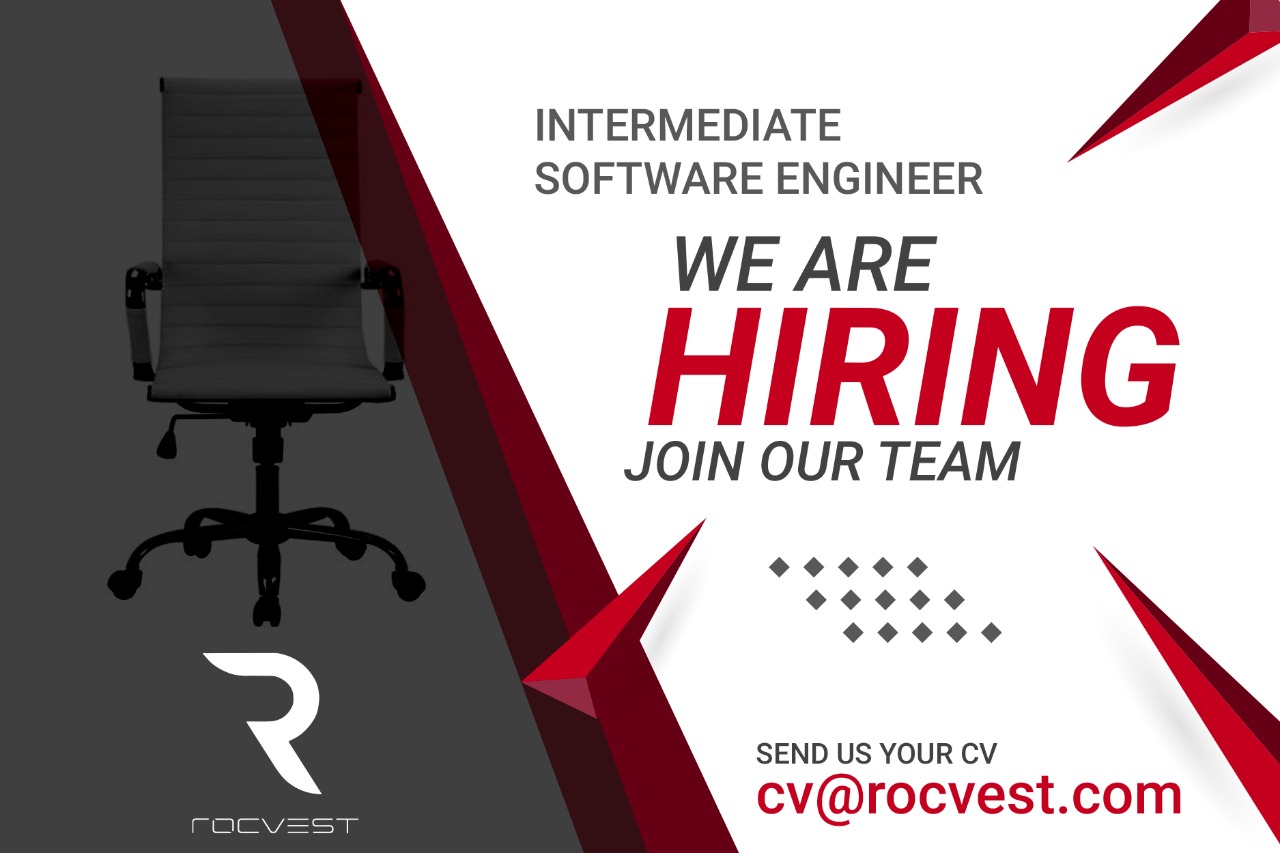 INTERMEDIATE
SOFTWARE ENGINEER
WE ARE
HIRING
JOIN OUR TEAM
SEND US YOUR CV
cv@rocvest.com
R
ROCVEST